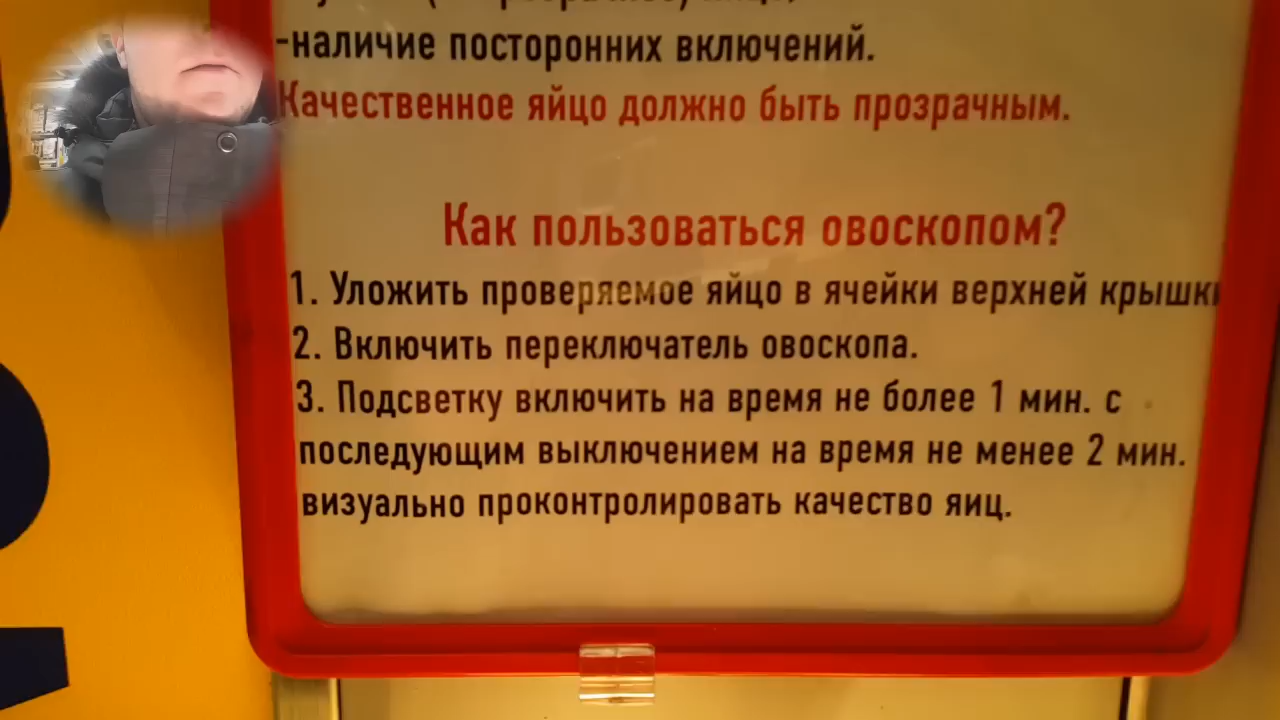 -наличие посторонних включений.
Качественное яйцо должно быть прозрачным.
Как пользоваться овоскопом?
1. Уложить проверяемое яйцо в ячейки верхней крышки
2. Включить переключатель овоскопа.
3. Подсветку включить на время не более 1 мин. с
последующим выключением на время не менее 2 мин.
визуально проконтролировать качество яиц.